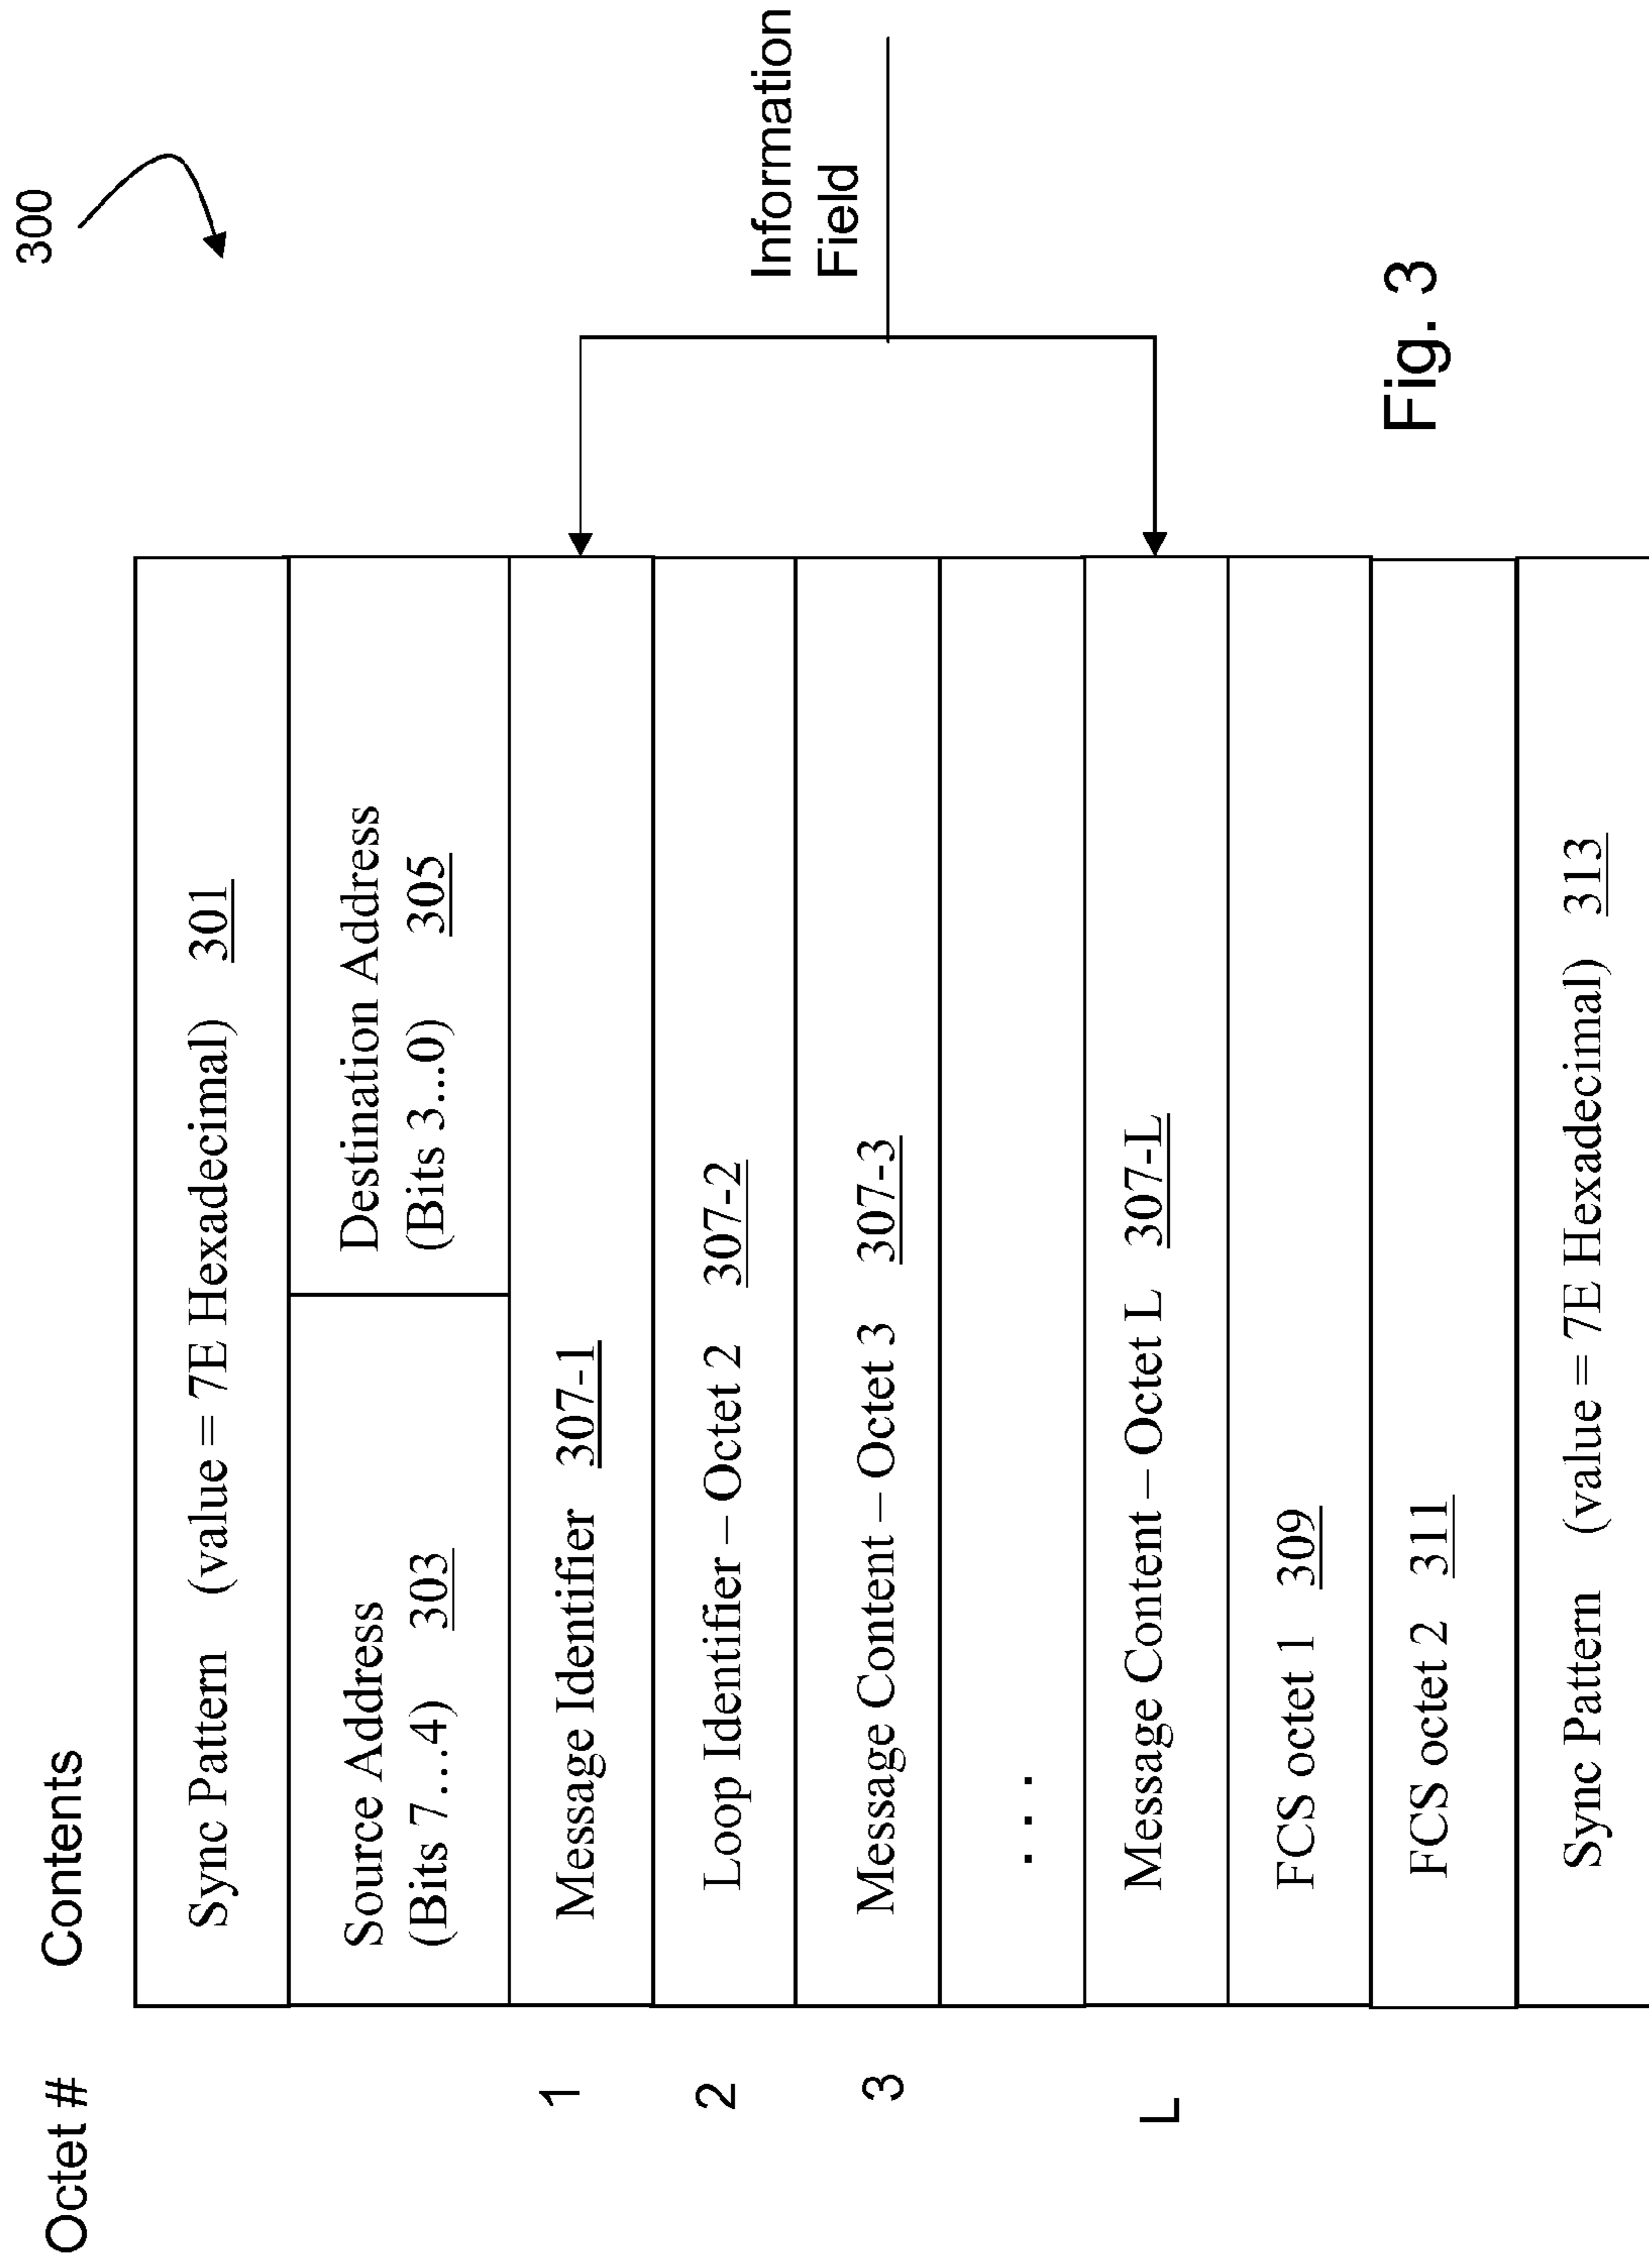 300
Octet # Contents
Sync Pattern (value = 7E Hexadecimal) 301
Source Address
(Bits 7...4) 303
Destination Address
(Bits 3...0) 305
1 Message Identifier 307-1
2 Loop Identifier – Octet 2 307-2
3 Message Content – Octet 3 307-3
. . .
L Message Content – Octet L 307-L
FCS octet 1 309
FCS octet 2 311
Sync Pattern (value = 7E Hexadecimal) 313
Information
Field
Fig. 3